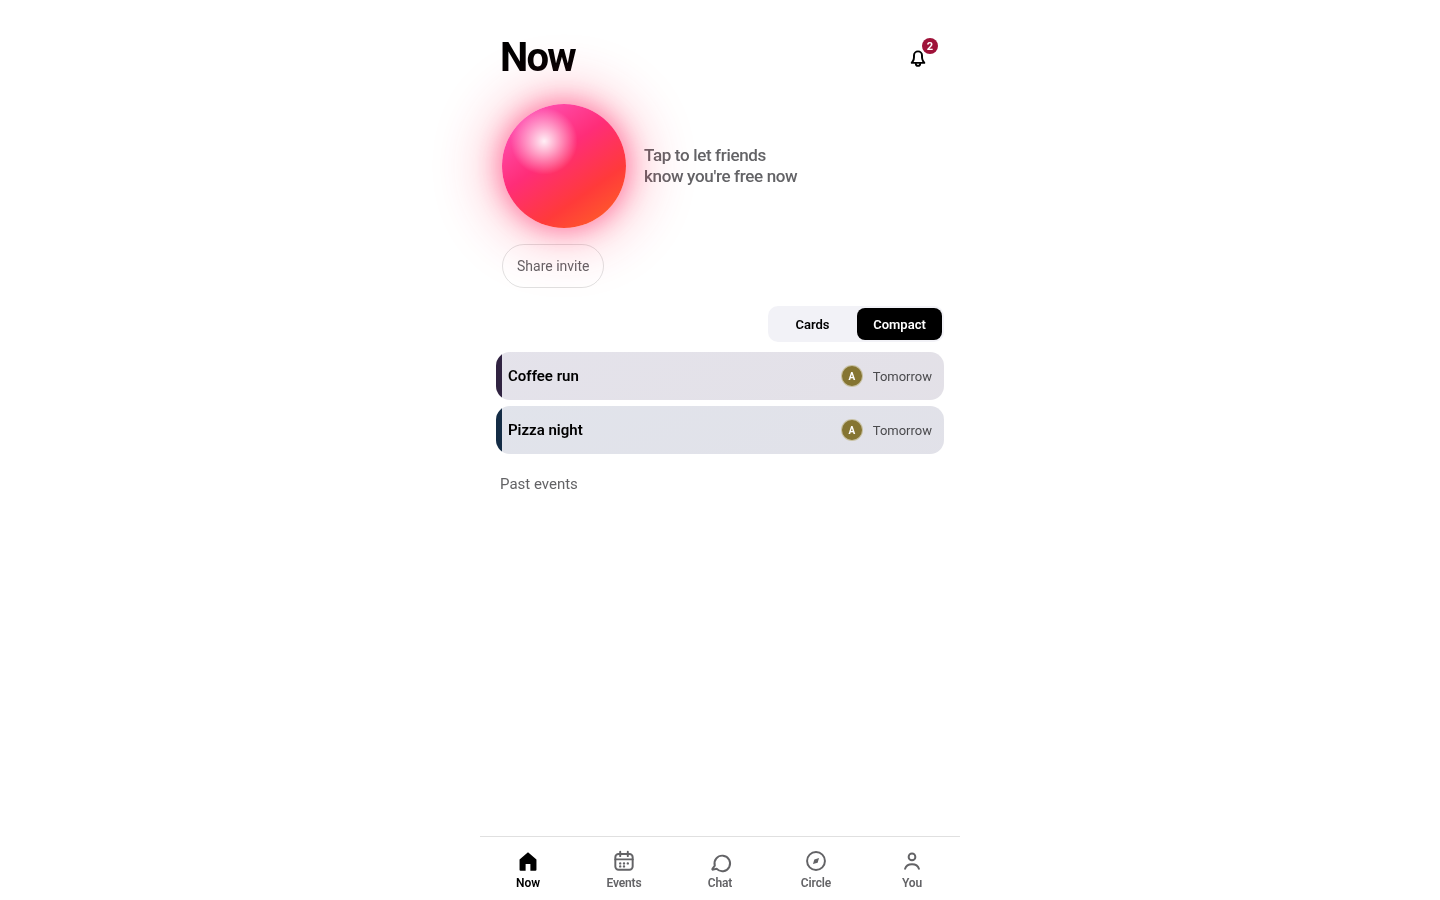 Now
2
Tap to let friends
know you're free now
Share invite
Cards Compact
Coffee run A Tomorrow
Pizza night A Tomorrow
Past events
Now Events Chat Circle You